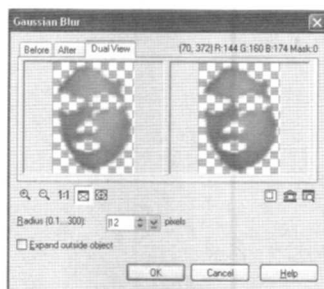 Gaussian Blur
Before After Dual View (70, 372) R:144 G:160 B:174 Mask:0
1:1
Radius (0.1...300): pixels
Expand outside object
OK Cancel Help